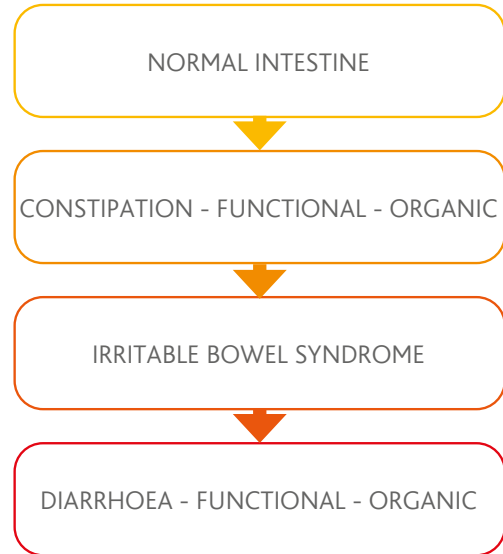 NORMAL INTESTINE
CONSTIPATION - FUNCTIONAL - ORGANIC
IRRITABLE BOWEL SYNDROME
DIARRHOEA - FUNCTIONAL - ORGANIC